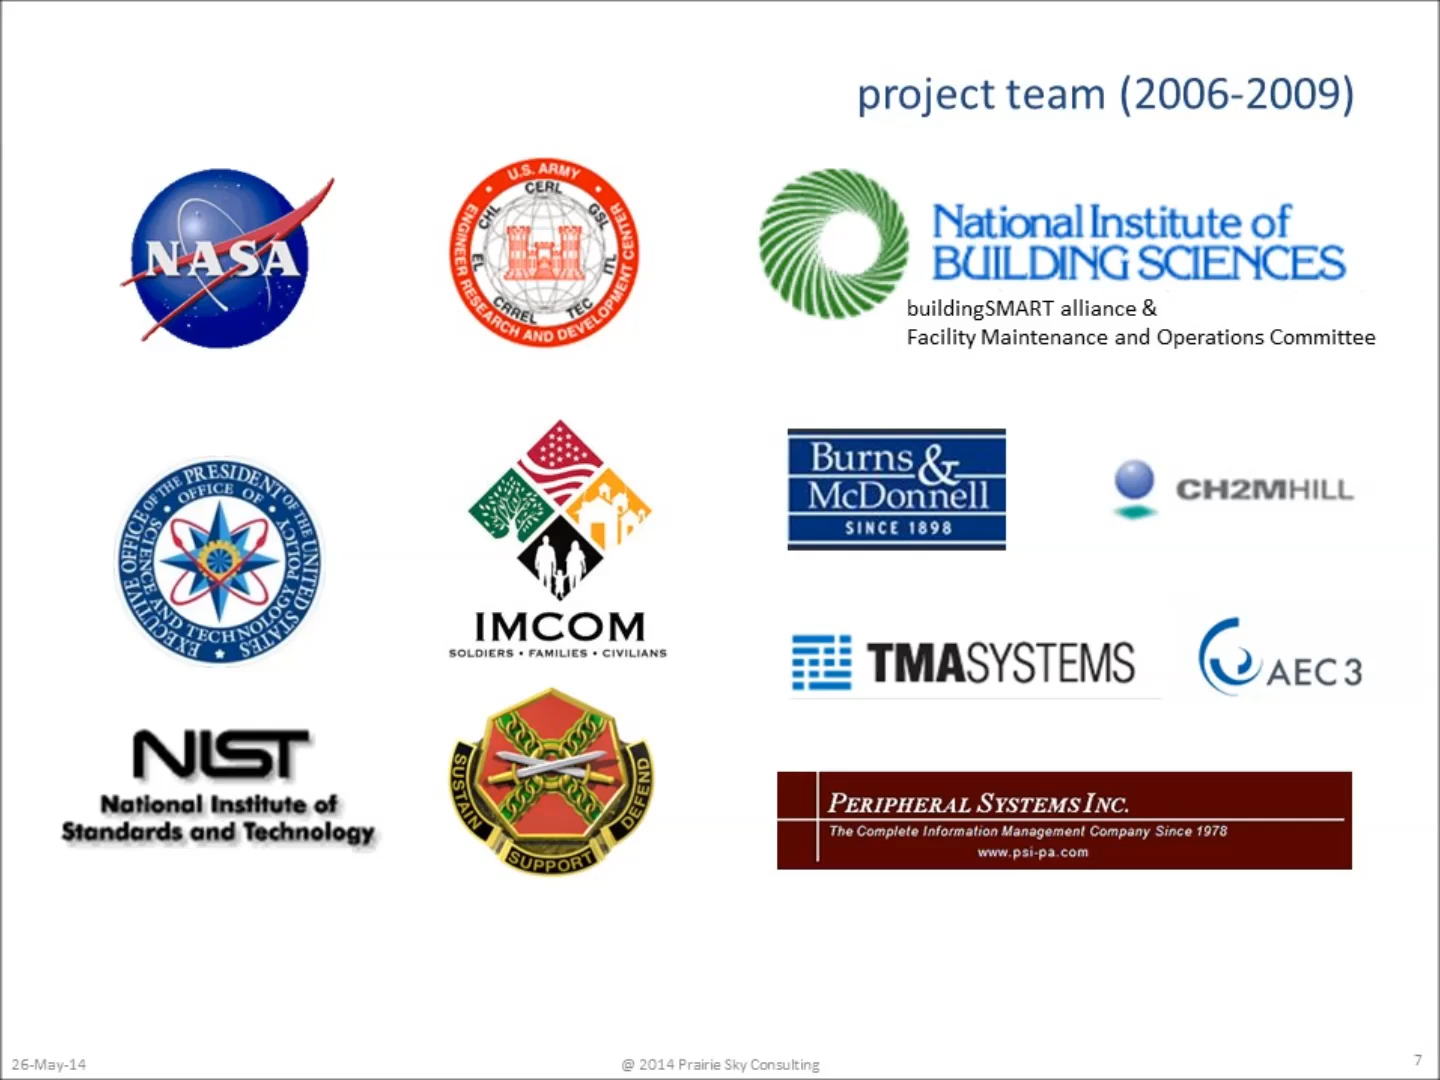 project team (2006-2009)
NASA
U.S. ARMY
ENGINEER RESEARCH AND DEVELOPMENT CENTER
CERL
GSL
ITL
TEC
CRREL
EL
CHL
National Institute of
BUILDING SCIENCES
buildingSMART alliance &
Facility Maintenance and Operations Committee
EXECUTIVE OFFICE OF THE PRESIDENT OF THE UNITED STATES
OFFICE OF
SCIENCE AND TECHNOLOGY POLICY
IMCOM
SOLDIERS • FAMILIES • CIVILIANS
Burns &
McDonnell
SINCE 1898
CH2MHILL
TMASYSTEMS
AEC3
NIST
National Institute of
Standards and Technology
SUSTAIN
SUPPORT
DEFEND
PERIPHERAL SYSTEMS INC.
The Complete Information Management Company Since 1978
www.psi-pa.com
26-May-14
@ 2014 Prairie Sky Consulting
7